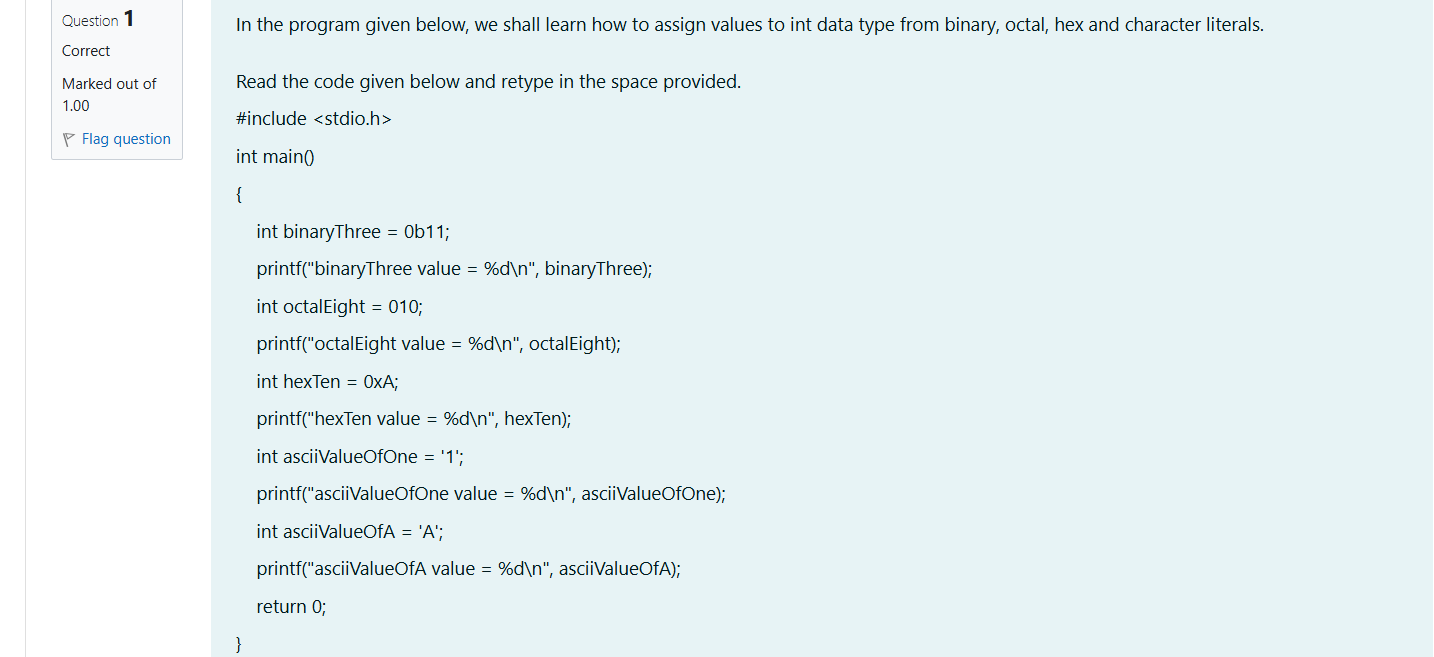 Question 1
Correct
Marked out of
1.00
Flag question
In the program given below, we shall learn how to assign values to int data type from binary, octal, hex and character literals.
Read the code given below and retype in the space provided.
#include <stdio.h>
int main()
{
int binaryThree = 0b11;
printf("binaryThree value = %d\n", binaryThree);
int octalEight = 010;
printf("octalEight value = %d\n", octalEight);
int hexTen = 0xA;
printf("hexTen value = %d\n", hexTen);
int asciiValueOfOne = '1';
printf("asciiValueOfOne value = %d\n", asciiValueOfOne);
int asciiValueOfA = 'A';
printf("asciiValueOfA value = %d\n", asciiValueOfA);
return 0;
}